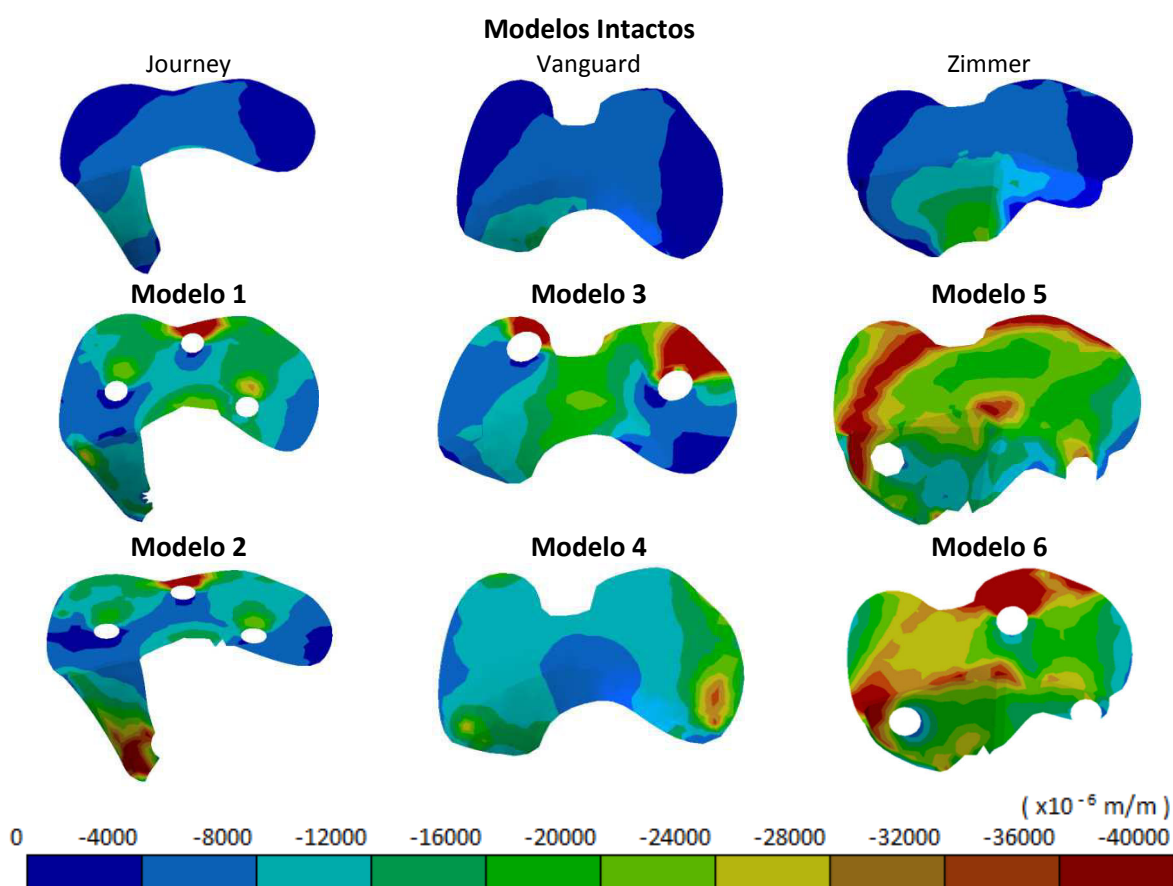 Modelos Intactos
Journey Vanguard Zimmer
Modelo 1 Modelo 3 Modelo 5
Modelo 2 Modelo 4 Modelo 6
( x10⁻⁶ m/m )
0 -4000 -8000 -12000 -16000 -20000 -24000 -28000 -32000 -36000 -40000